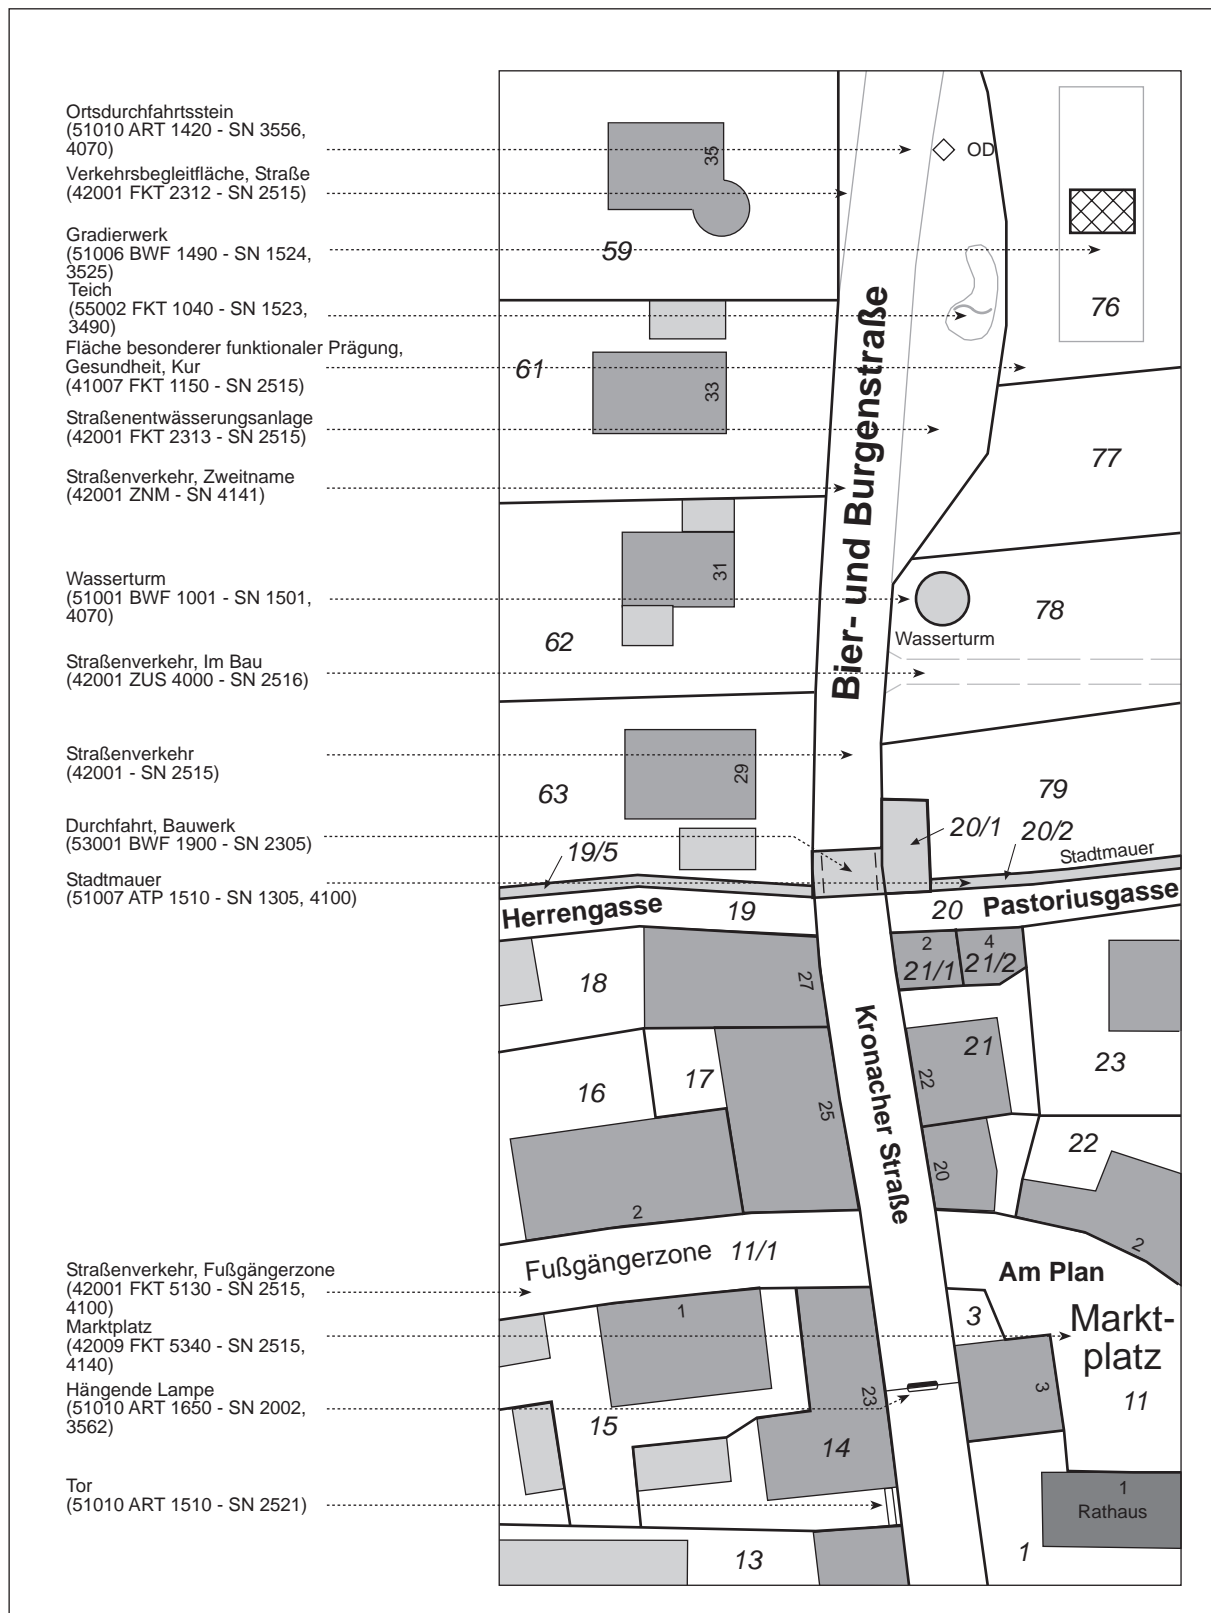 Ortsdurchfahrtsstein
(51010 ART 1420 - SN 3556,
4070)
Verkehrsbegleitfläche, Straße
(42001 FKT 2312 - SN 2515)
Gradierwerk
(51006 BWF 1490 - SN 1524,
3525)
Teich
(55002 FKT 1040 - SN 1523,
3490)
Fläche besonderer funktionaler Prägung,
Gesundheit, Kur
(41007 FKT 1150 - SN 2515)
Straßenentwässerungsanlage
(42001 FKT 2313 - SN 2515)
Straßenverkehr, Zweitname
(42001 ZNM - SN 4141)
Wasserturm
(51001 BWF 1001 - SN 1501,
4070)
Straßenverkehr, Im Bau
(42001 ZUS 4000 - SN 2516)
Straßenverkehr
(42001 - SN 2515)
Durchfahrt, Bauwerk
(53001 BWF 1900 - SN 2305)
Stadtmauer
(51007 ATP 1510 - SN 1305, 4100)
Straßenverkehr, Fußgängerzone
(42001 FKT 5130 - SN 2515,
4100)
Marktplatz
(42009 FKT 5340 - SN 2515,
4140)
Hängende Lampe
(51010 ART 1650 - SN 2002,
3562)
Tor
(51010 ART 1510 - SN 2521)
35
OD
59
76
61
33
Bier- und Burgenstraße
77
31
62
78
Wasserturm
29
63
79
19/5
20/1
20/2
Stadtmauer
Herrengasse
19
20
Pastoriusgasse
2
4
21/1
21/2
18
27
Kronacher Straße
21
23
16
17
25
22
22
20
2
2
Fußgängerzone
11/1
Am Plan
1
3
Markt-
platz
23
3
11
15
14
1
Rathaus
13
1